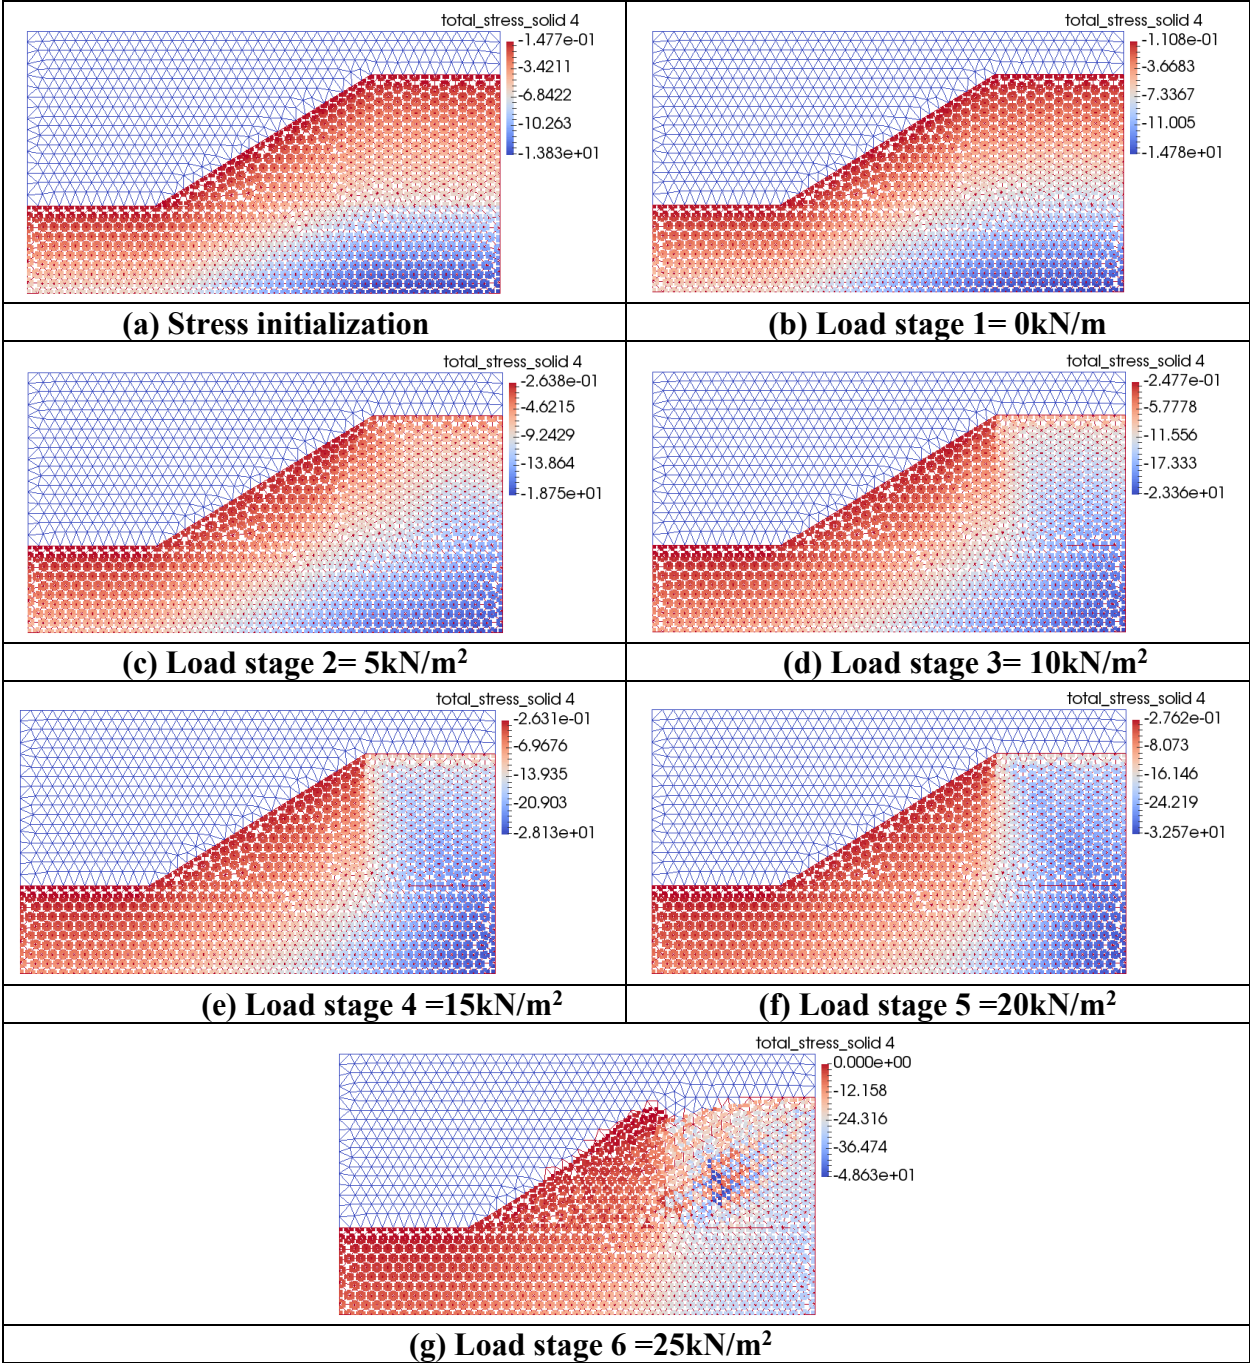 total_stress_solid 4
-1.477e-01
-3.4211
-6.8422
-10.263
-1.383e+01
(a) Stress initialization
total_stress_solid 4
-1.108e-01
-3.6683
-7.3367
-11.005
-1.478e+01
(b) Load stage 1= 0kN/m
total_stress_solid 4
-2.638e-01
-4.6215
-9.2429
-13.864
-1.875e+01
(c) Load stage 2= 5kN/m²
total_stress_solid 4
-2.477e-01
-5.7778
-11.556
-17.333
-2.336e+01
(d) Load stage 3= 10kN/m²
total_stress_solid 4
-2.631e-01
-6.9676
-13.935
-20.903
-2.813e+01
(e) Load stage 4 =15kN/m²
total_stress_solid 4
-2.762e-01
-8.073
-16.146
-24.219
-3.257e+01
(f) Load stage 5 =20kN/m²
total_stress_solid 4
0.000e+00
-12.158
-24.316
-36.474
-4.863e+01
(g) Load stage 6 =25kN/m²